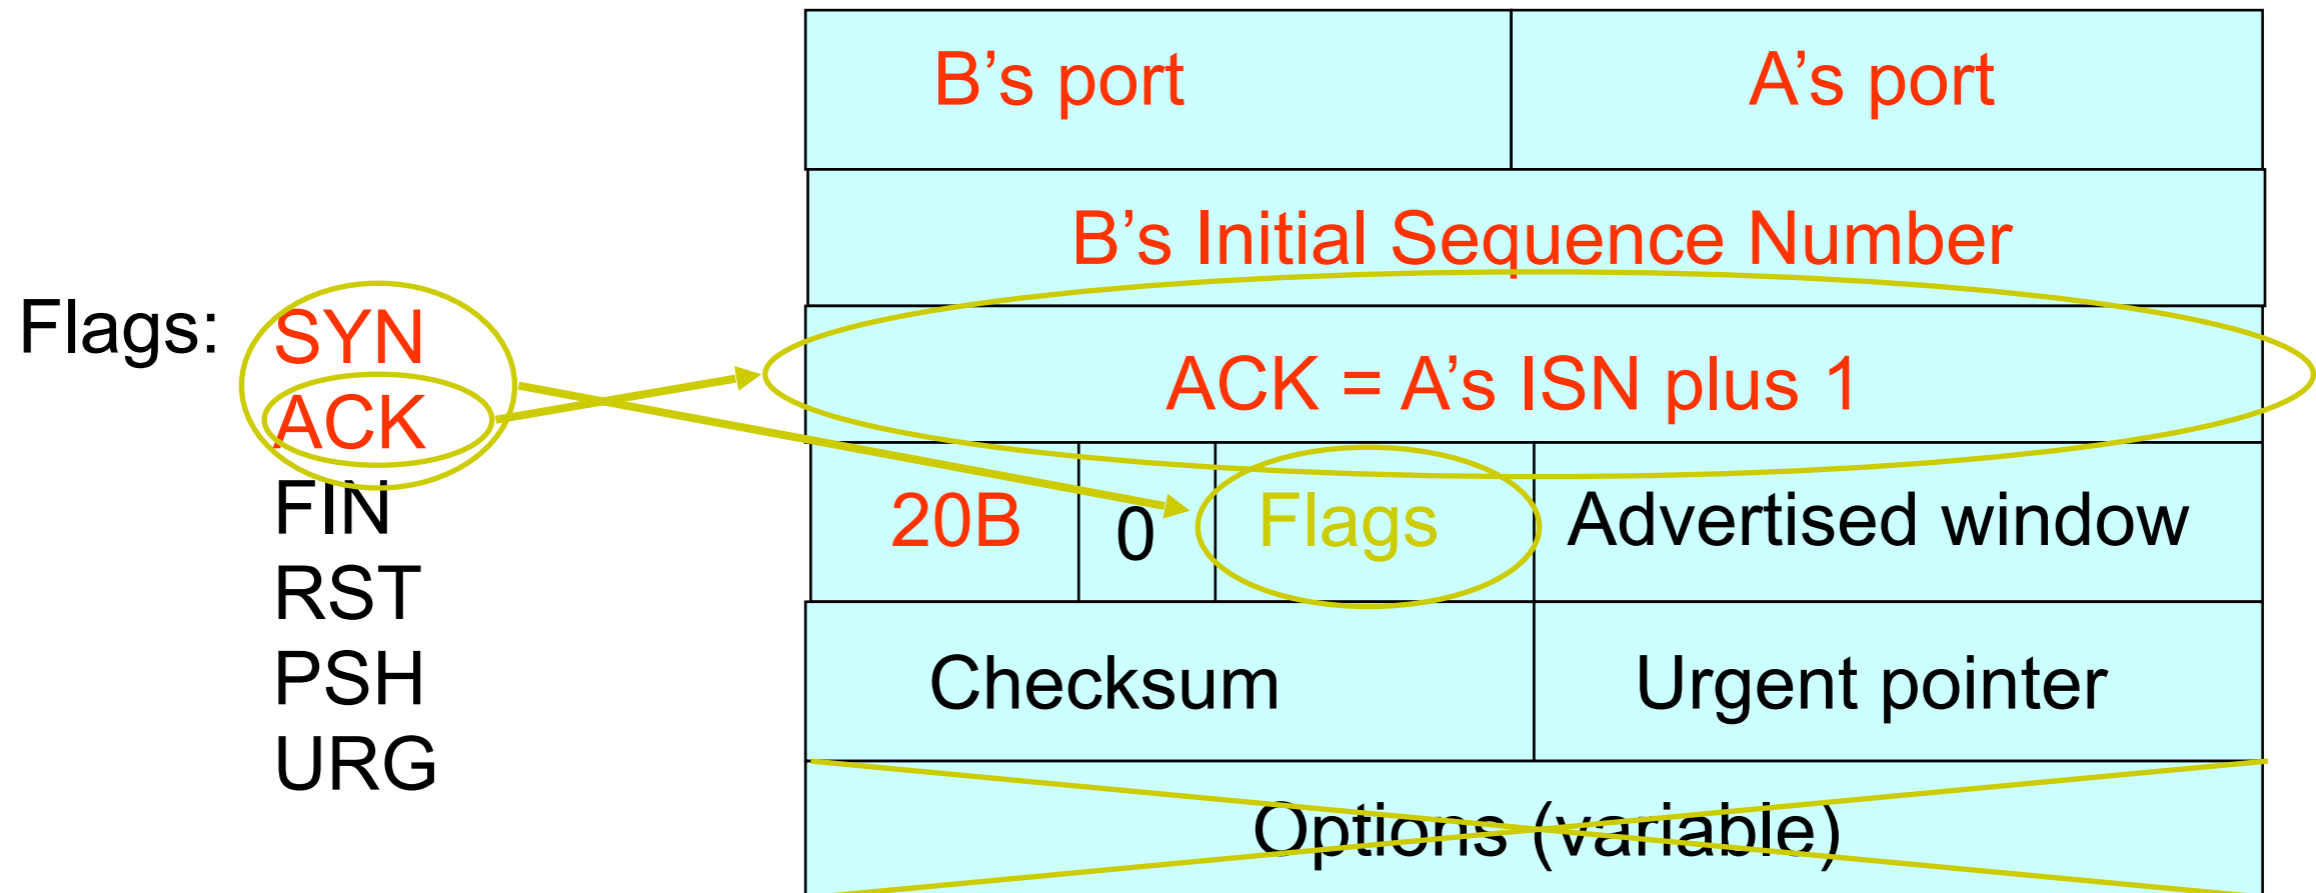 B’s port
A’s port
B’s Initial Sequence Number
Flags: SYN
ACK
FIN
RST
PSH
URG
ACK = A’s ISN plus 1
20B
0
Flags
Advertised window
Checksum
Urgent pointer
Options (variable)